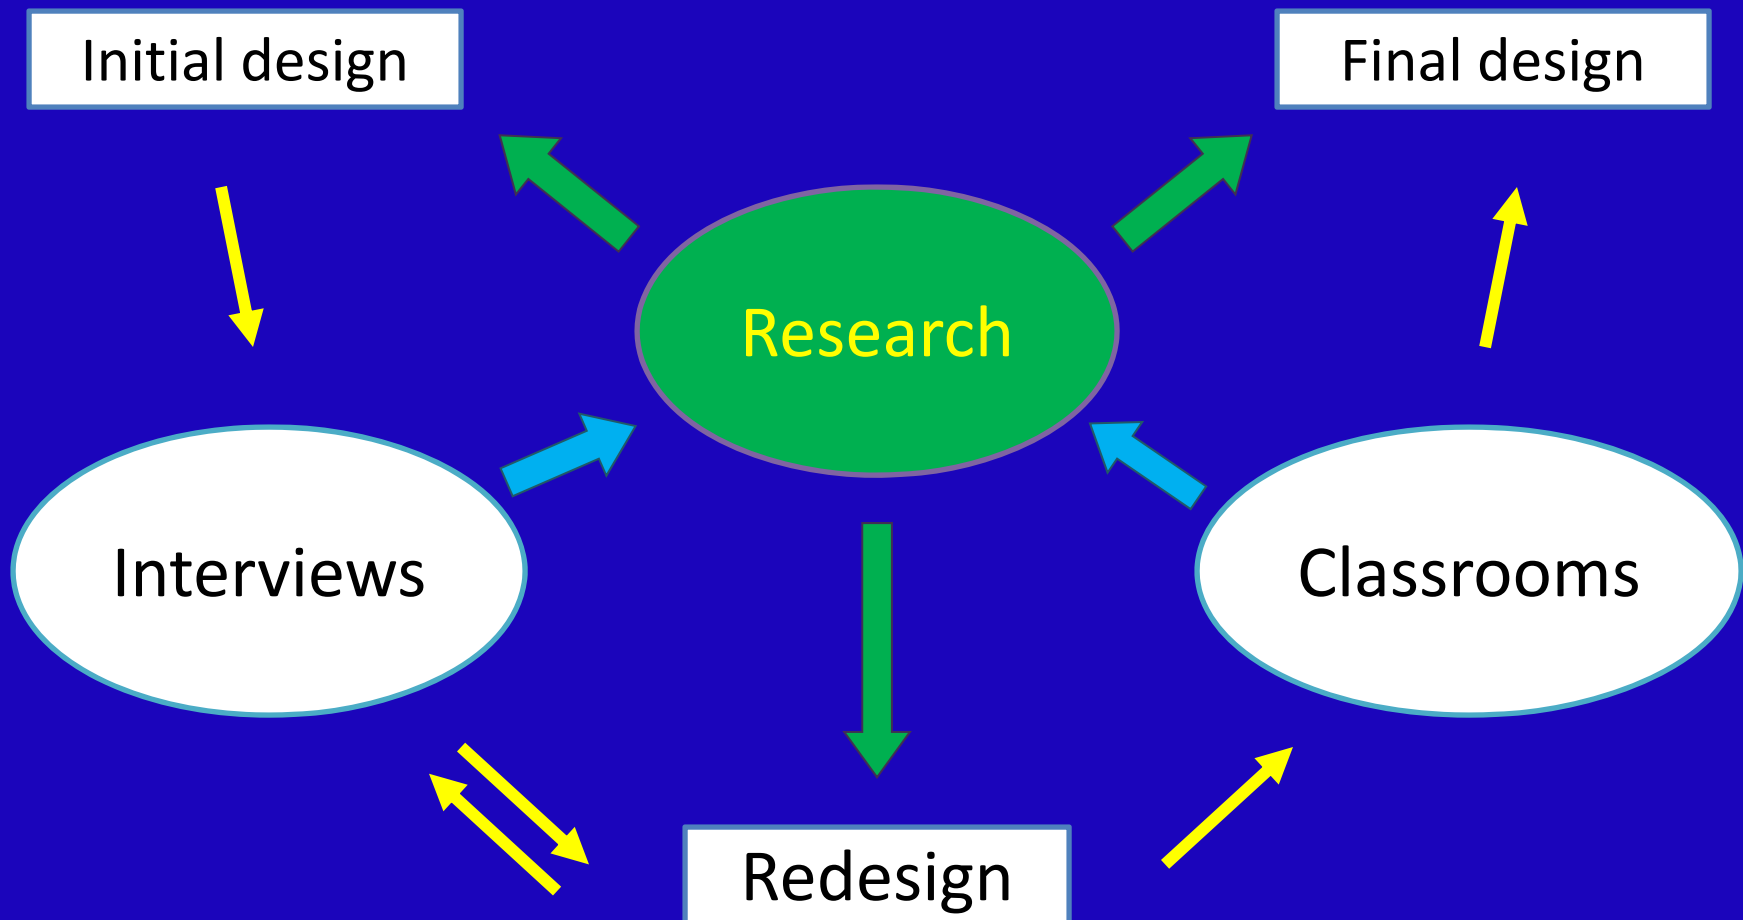 Initial design
Final design
Research
Interviews
Classrooms
Redesign